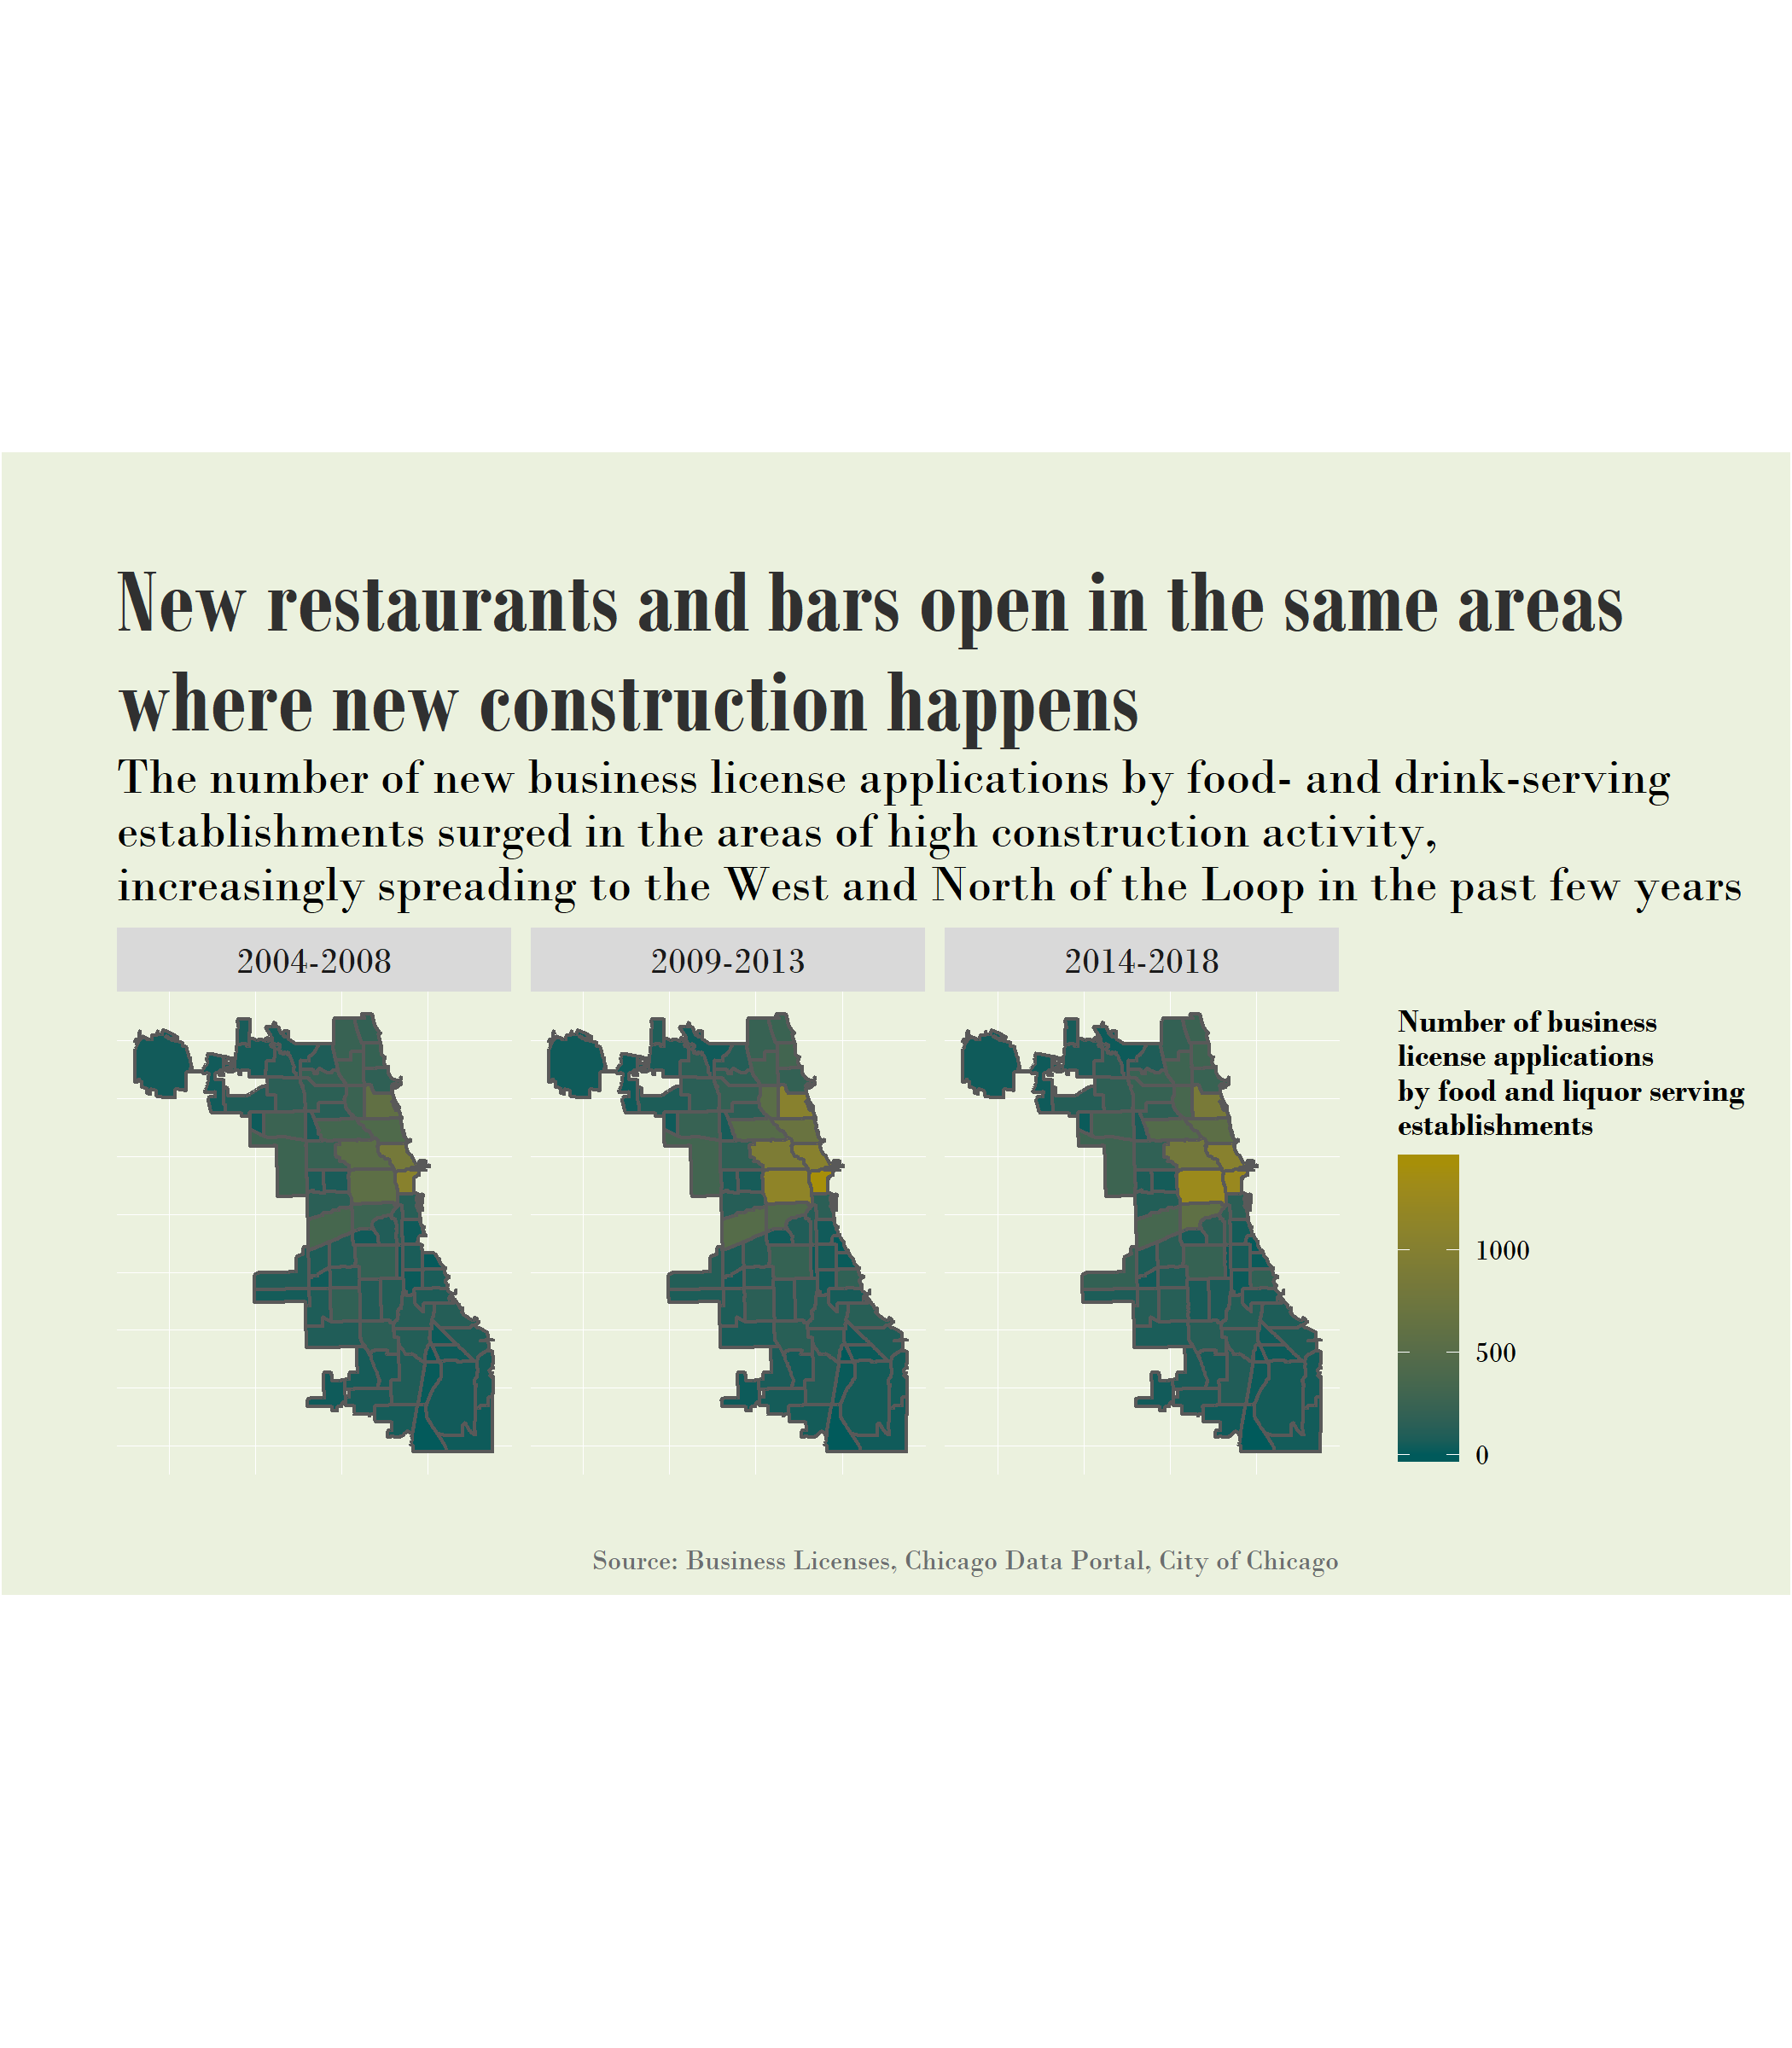 New restaurants and bars open in the same areas
where new construction happens
The number of new business license applications by food- and drink-serving
establishments surged in the areas of high construction activity,
increasingly spreading to the West and North of the Loop in the past few years
2004-2008
2009-2013
2014-2018
Number of business
license applications
by food and liquor serving
establishments
1000
500
0
Source: Business Licenses, Chicago Data Portal, City of Chicago